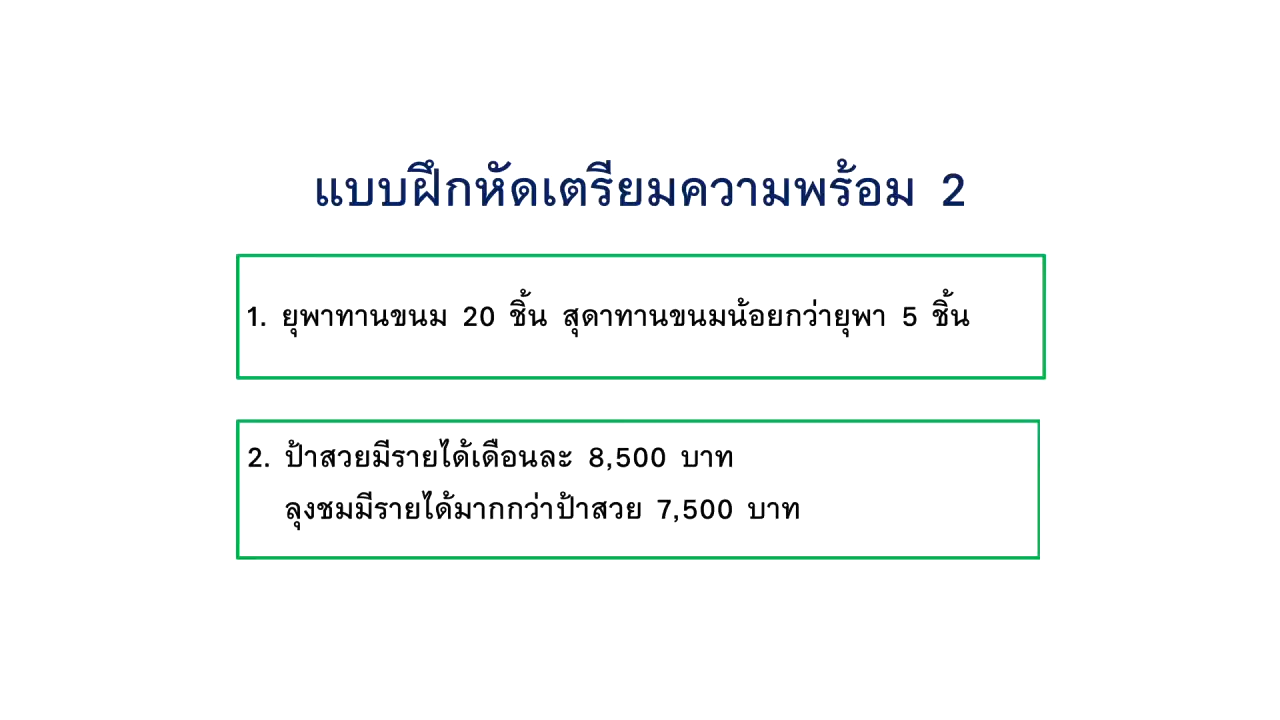 แบบฝึกหัดเตรียมความพร้อม 2
1. ยุพาทานขนม 20 ชิ้น สุดาทานขนมน้อยกว่ายุพา 5 ชิ้น
2. ป้าสวยมีรายได้เดือนละ 8,500 บาท
ลุงชมมีรายได้มากกว่าป้าสวย 7,500 บาท